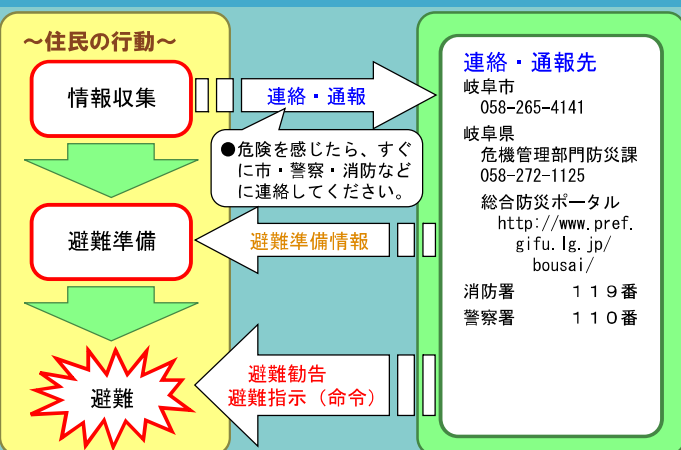 ～住民の行動～
情報収集
避難準備
避難
連絡・通報
●危険を感じたら、すぐ
に市・警察・消防など
に連絡してください。
避難準備情報
避難勧告
避難指示（命令）
連絡・通報先
岐阜市
058-265-4141
岐阜県
危機管理部門防災課
058-272-1125
総合防災ポータル
http://www.pref.
gifu.lg.jp/
bousai/
消防署　　１１９番
警察署　　１１０番